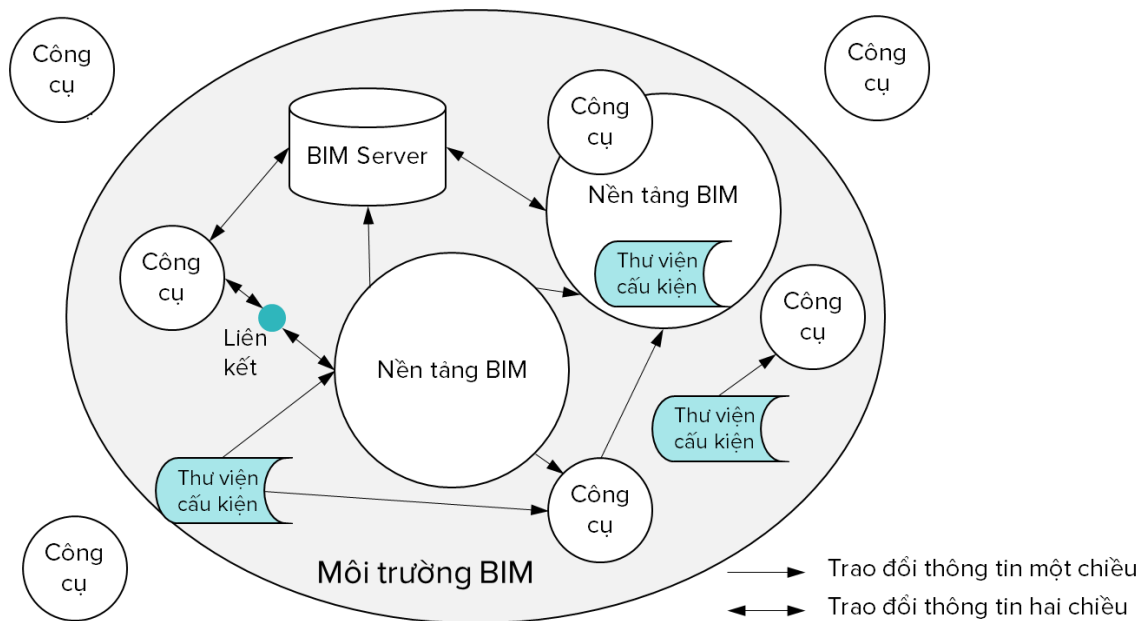 Công
cụ
Công
cụ
Công
cụ
BIM Server
Nền tảng BIM
Công
cụ
Thư viện
cấu kiện
Công
cụ
Liên
kết
Nền tảng BIM
Thư viện
cấu kiện
Thư viện
cấu kiện
Công
cụ
Công
cụ
Môi trường BIM
Trao đổi thông tin một chiều
Trao đổi thông tin hai chiều